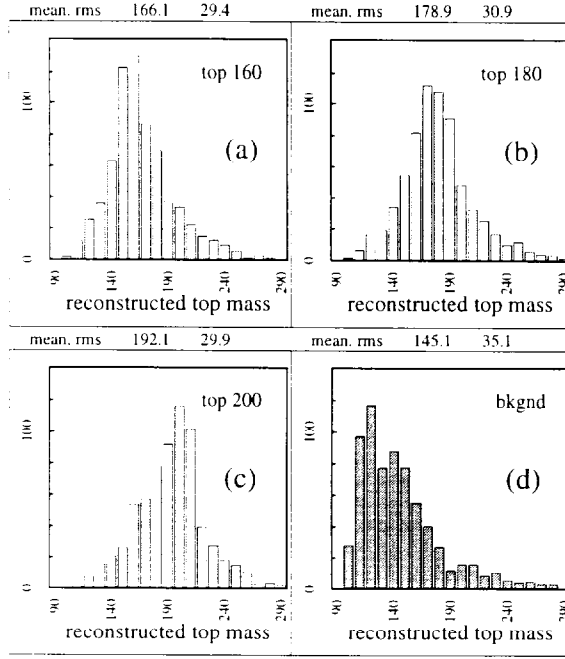 mean, rms 166.1 29.4
top 160
100
(a)
0
90 140 190 240 290
reconstructed top mass
mean, rms 178.9 30.9
top 180
100
(b)
0
90 140 190 240 290
reconstructed top mass
mean, rms 192.1 29.9
top 200
100
(c)
0
90 140 190 240 290
reconstructed top mass
mean, rms 145.1 35.1
bkgnd
100
(d)
0
90 140 190 240 290
reconstructed top mass